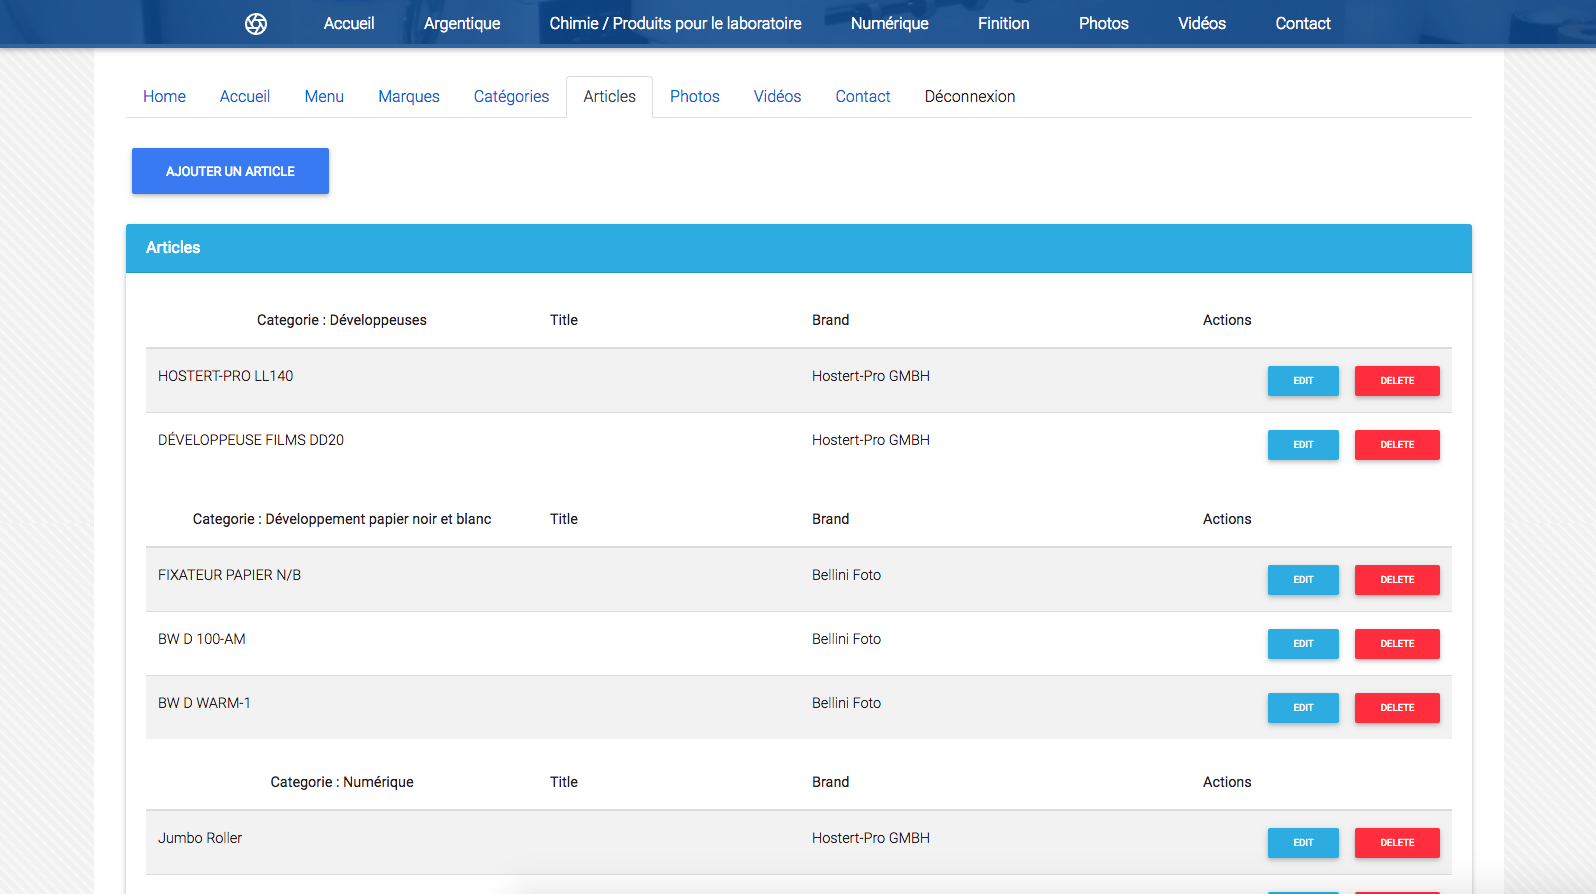 Accueil Argentique Chimie / Produits pour le laboratoire Numérique Finition Photos Vidéos Contact
Home Accueil Menu Marques Catégories Articles Photos Vidéos Contact Déconnexion
AJOUTER UN ARTICLE
Articles
Categorie : Développeuses Title Brand Actions
HOSTERT-PRO LL140 Hostert-Pro GMBH EDIT DELETE
DÉVELOPPEUSE FILMS DD20 Hostert-Pro GMBH EDIT DELETE
Categorie : Développement papier noir et blanc Title Brand Actions
FIXATEUR PAPIER N/B Bellini Foto EDIT DELETE
BW D 100-AM Bellini Foto EDIT DELETE
BW D WARM-1 Bellini Foto EDIT DELETE
Categorie : Numérique Title Brand Actions
Jumbo Roller Hostert-Pro GMBH EDIT DELETE